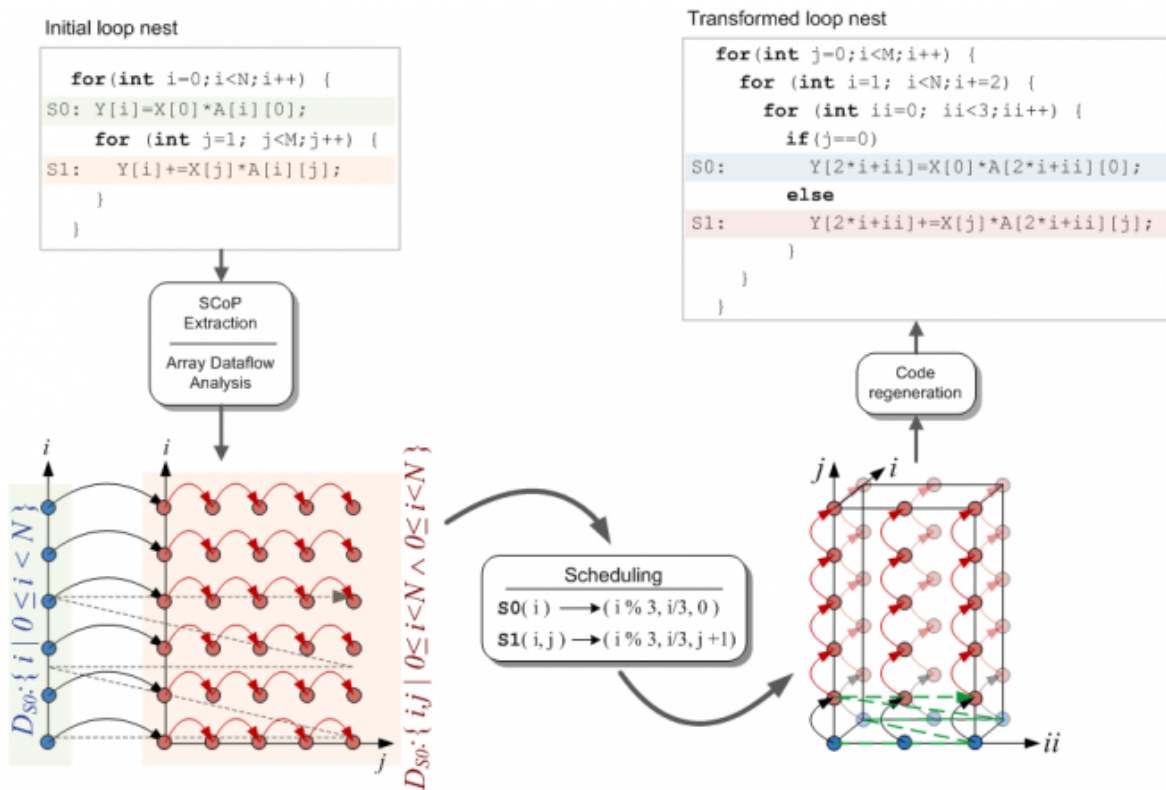 Initial loop nest
for(int i=0;i<N;i++) {
S0: Y[i]=X[0]*A[i][0];
for (int j=1; j<M;j++) {
S1: Y[i]+=X[j]*A[i][j];
}
}
Transformed loop nest
for(int j=0;i<M;i++) {
for (int i=1; i<N;i+=2) {
for (int ii=0; ii<3;ii++) {
if(j==0)
S0: Y[2*i+ii]=X[0]*A[2*i+ii][0];
else
S1: Y[2*i+ii]+=X[j]*A[2*i+ii][j];
}
}
}
SCoP
Extraction
Array Dataflow
Analysis
Code
regeneration
D_S0:{ i | 0 ≤ i < N }
i
i
j
D_S0:{ i,j | 0 ≤ i<N ∧ 0 ≤ i<N }
Scheduling
S0( i ) → ( i % 3, i/3, 0 )
S1( i, j ) → ( i % 3, i/3, j +1)
j
i
ii